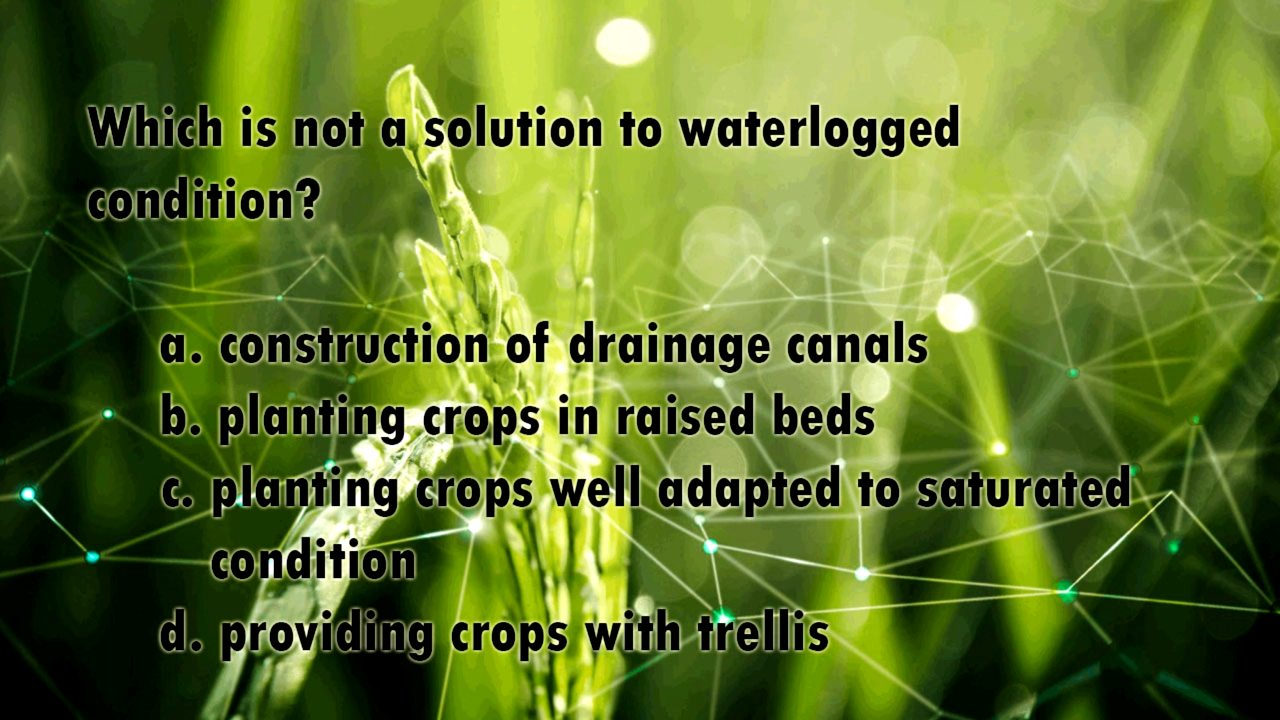 Which is not a solution to waterlogged
condition?
a. construction of drainage canals
b. planting crops in raised beds
c. planting crops well adapted to saturated
condition
d. providing crops with trellis